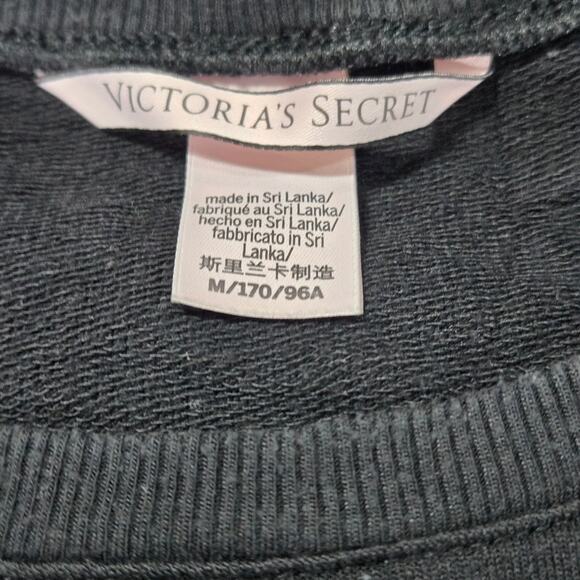 VICTORIA'S SECRET
made in Sri Lanka/
fabriqué au Sri Lanka/
hecho en Sri Lanka/
fabbricato in Sri
Lanka/
斯里兰卡制造
M/170/96A